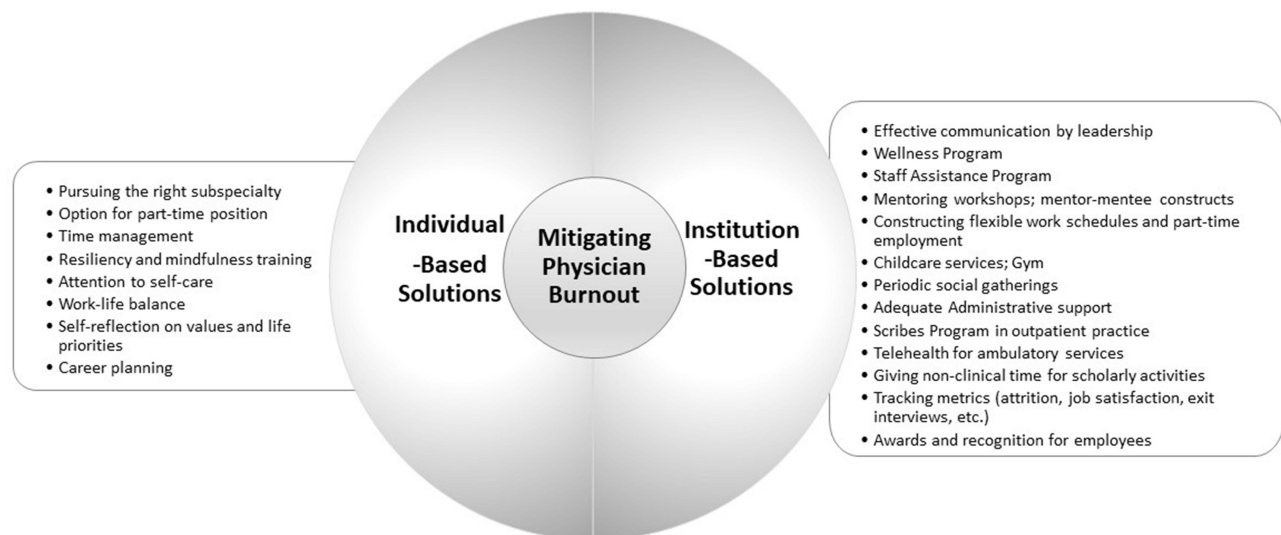 • Pursuing the right subspecialty
• Option for part-time position
• Time management
• Resiliency and mindfulness training
• Attention to self-care
• Work-life balance
• Self-reflection on values and life
priorities
• Career planning
Individual
-Based
Solutions
Mitigating
Physician
Burnout
Institution
-Based
Solutions
• Effective communication by leadership
• Wellness Program
• Staff Assistance Program
• Mentoring workshops; mentor-mentee constructs
• Constructing flexible work schedules and part-time
employment
• Childcare services; Gym
• Periodic social gatherings
• Adequate Administrative support
• Scribes Program in outpatient practice
• Telehealth for ambulatory services
• Giving non-clinical time for scholarly activities
• Tracking metrics (attrition, job satisfaction, exit
interviews, etc.)
• Awards and recognition for employees